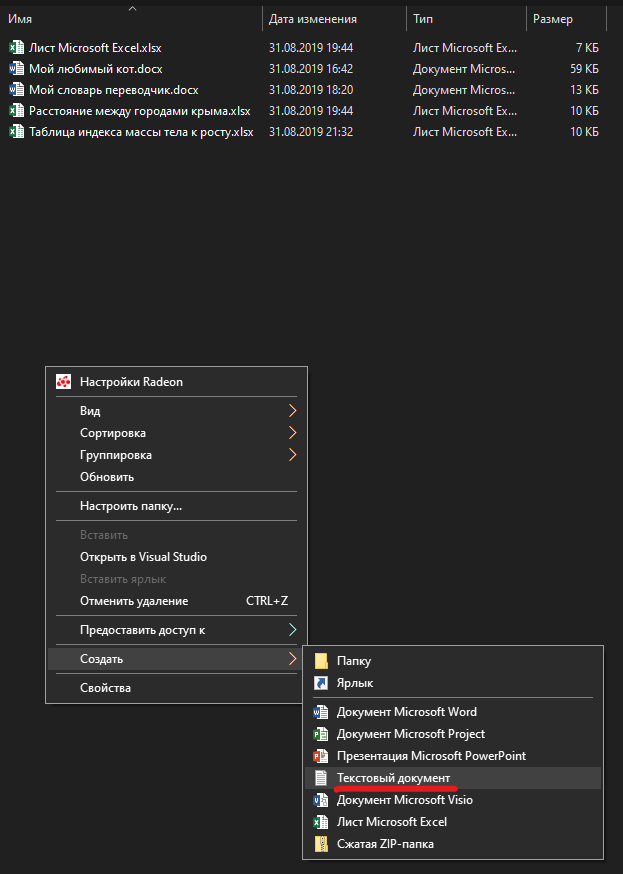 Имя Дата изменения Тип Размер
Лист Microsoft Excel.xlsx 31.08.2019 19:44 Лист Microsoft Ex... 7 КБ
Мой любимый кот.docx 31.08.2019 16:42 Документ Micros... 59 КБ
Мой словарь переводчик.docx 31.08.2019 18:20 Документ Micros... 13 КБ
Расстояние между городами крыма.xlsx 31.08.2019 19:44 Лист Microsoft Ex... 10 КБ
Таблица индекса массы тела к росту.xlsx 31.08.2019 21:32 Лист Microsoft Ex... 10 КБ
Настройки Radeon
Вид
Сортировка
Группировка
Обновить
Настроить папку...
Вставить
Открыть в Visual Studio
Вставить ярлык
Отменить удаление CTRL+Z
Предоставить доступ к
Создать
Свойства
Папку
Ярлык
Документ Microsoft Word
Документ Microsoft Project
Презентация Microsoft PowerPoint
Текстовый документ
Документ Microsoft Visio
Лист Microsoft Excel
Сжатая ZIP-папка